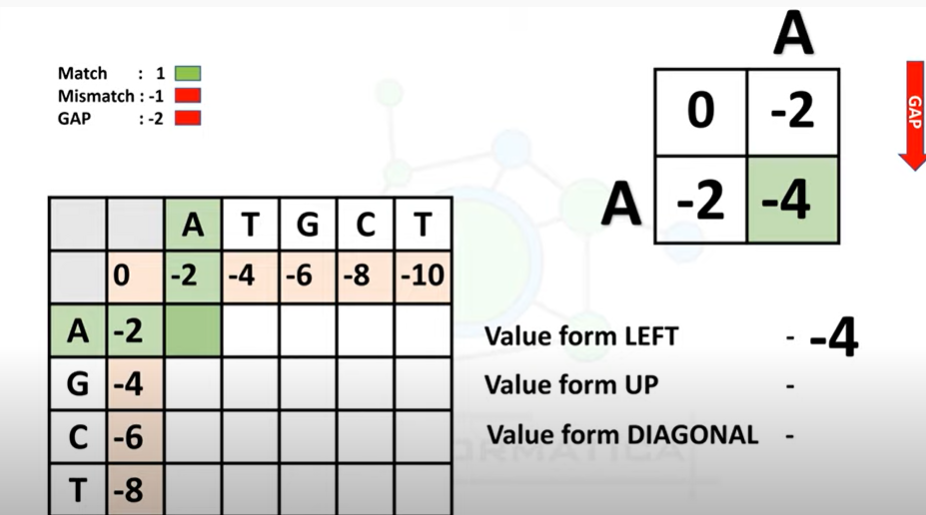 Match : 1
Mismatch : -1
GAP : -2
A
0 -2
A -2 -4
GAP
A T G C T
0 -2 -4 -6 -8 -10
A -2
G -4
C -6
T -8
Value form LEFT - -4
Value form UP -
Value form DIAGONAL -